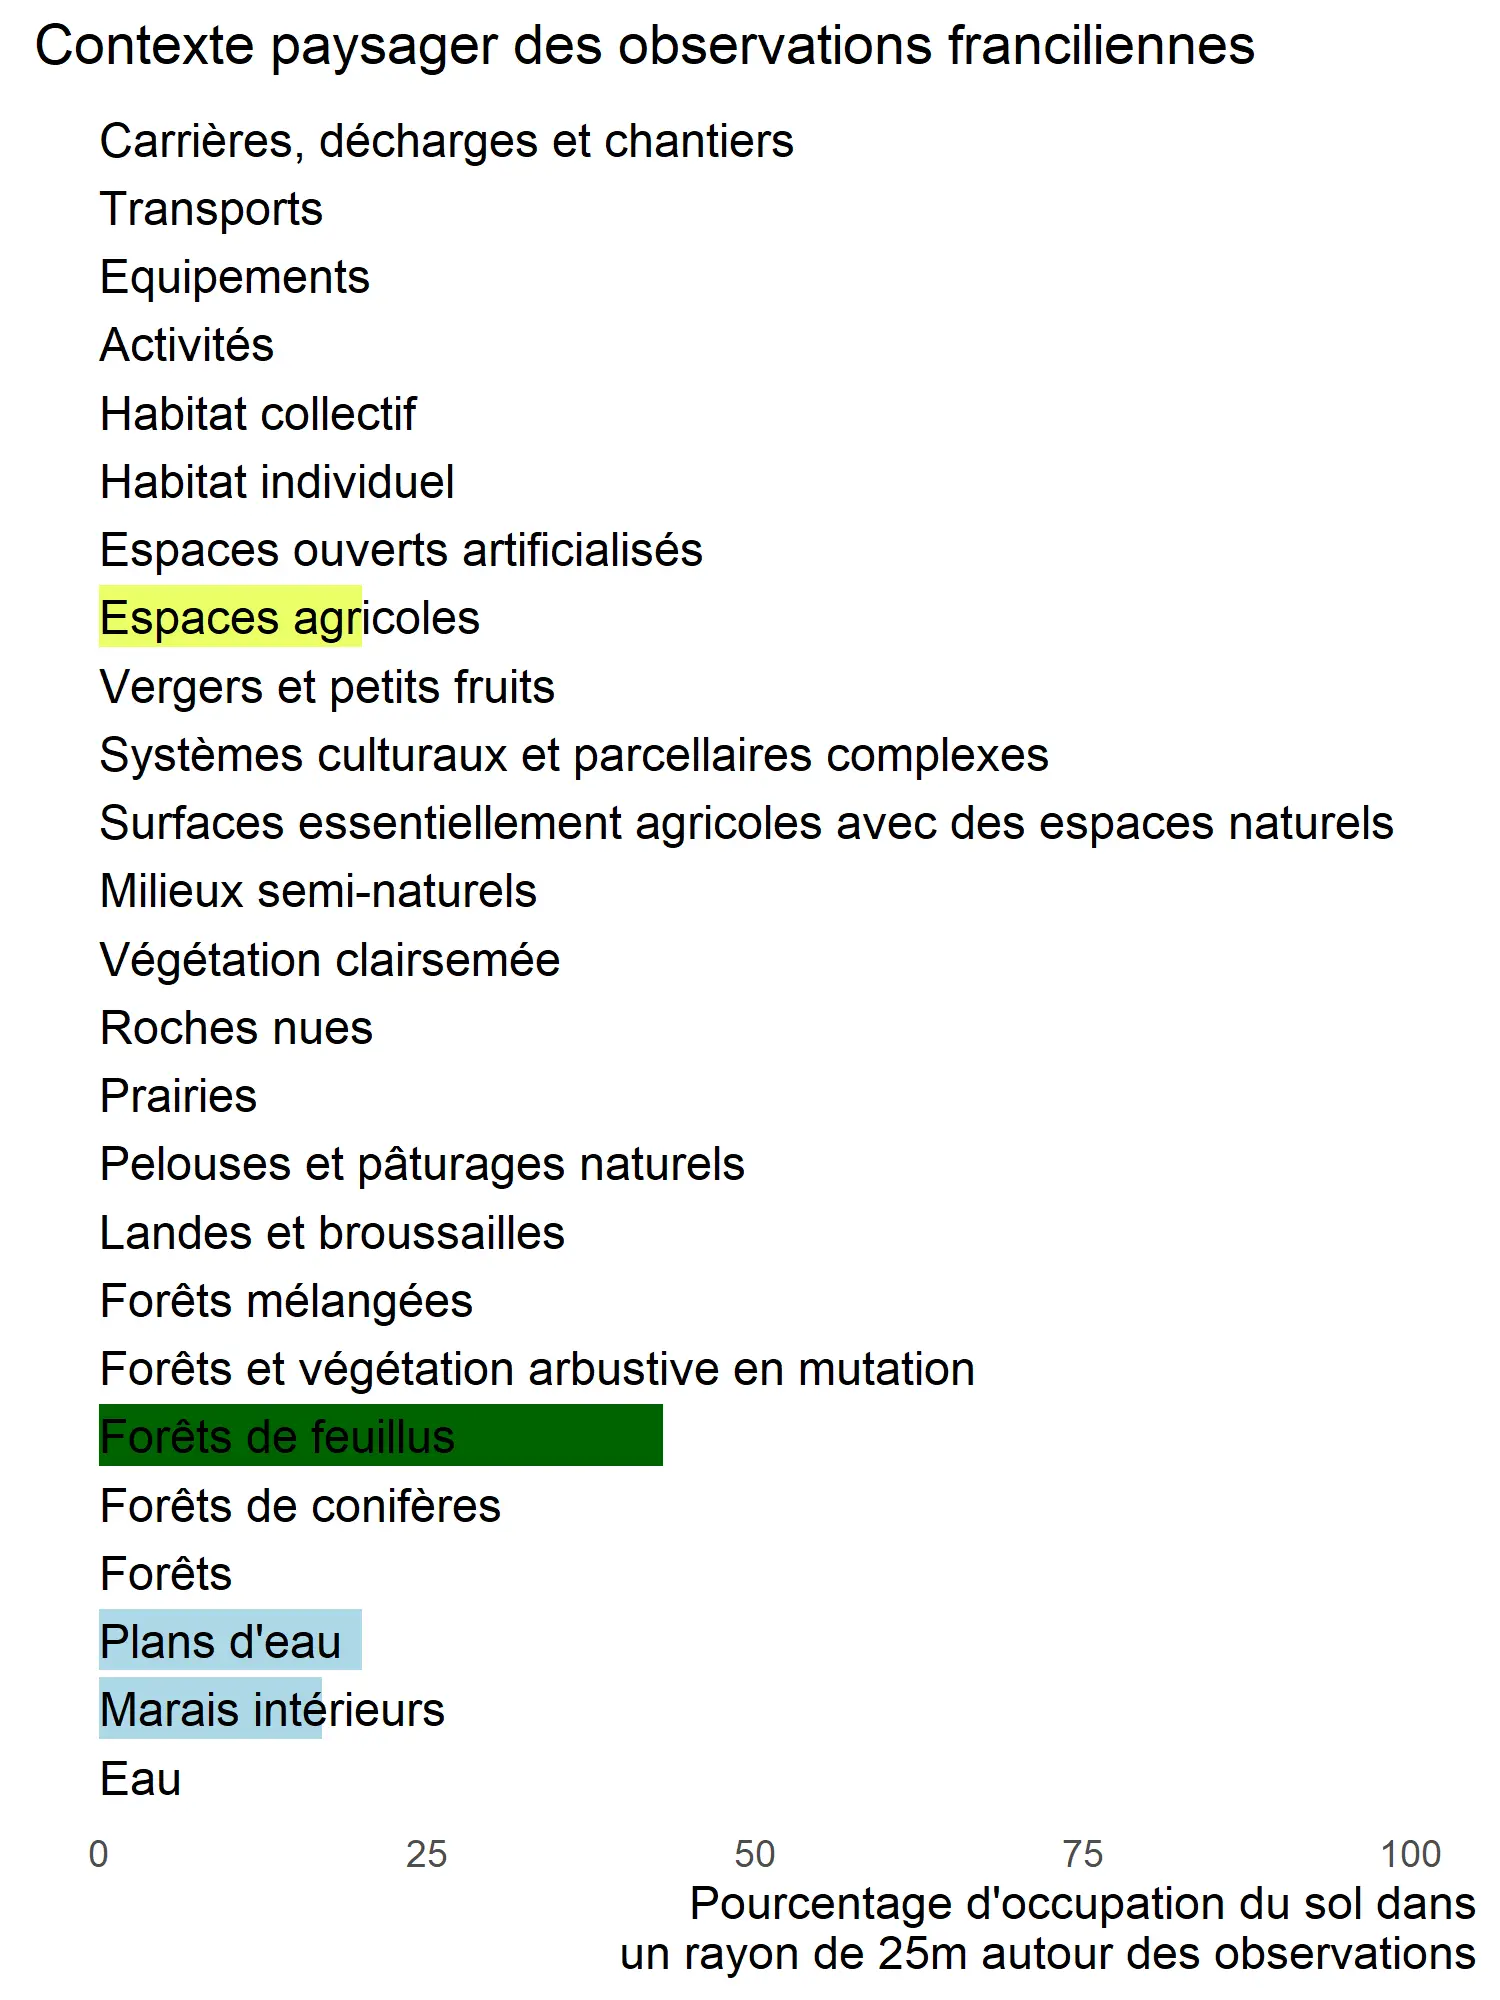 Contexte paysager des observations franciliennes
Carrières, décharges et chantiers
Transports
Equipements
Activités
Habitat collectif
Habitat individuel
Espaces ouverts artificialisés
Espaces agricoles
Vergers et petits fruits
Systèmes culturaux et parcellaires complexes
Surfaces essentiellement agricoles avec des espaces naturels
Milieux semi-naturels
Végétation clairsemée
Roches nues
Prairies
Pelouses et pâturages naturels
Landes et broussailles
Forêts mélangées
Forêts et végétation arbustive en mutation
Forêts de feuillus
Forêts de conifères
Forêts
Plans d'eau
Marais intérieurs
Eau
0 25 50 75 100
Pourcentage d'occupation du sol dans
un rayon de 25m autour des observations